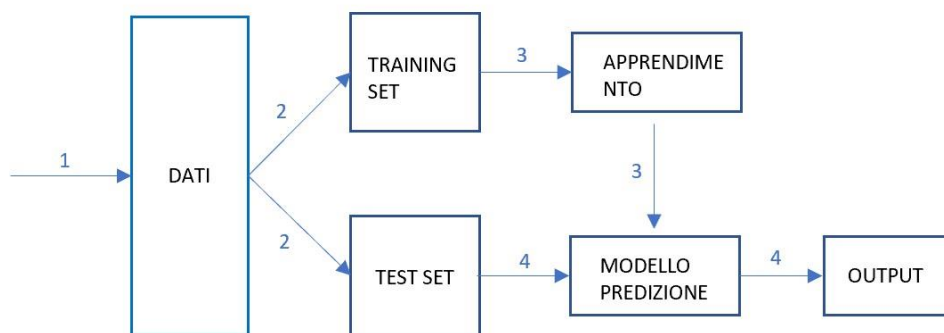 1
DATI
2
2
TRAINING
SET
3
APPRENDIME
NTO
3
TEST SET
4
MODELLO
PREDIZIONE
4
OUTPUT